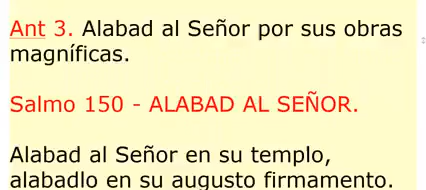 Ant 3. Alabad al Señor por sus obras
magníficas.
Salmo 150 - ALABAD AL SEÑOR.
Alabad al Señor en su templo,
alabadlo en su augusto firmamento.